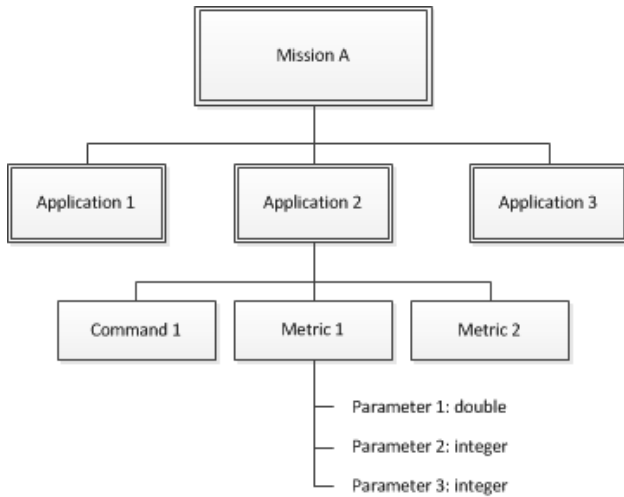 Mission A
Application 1
Application 2
Application 3
Command 1
Metric 1
Metric 2
Parameter 1: double
Parameter 2: integer
Parameter 3: integer